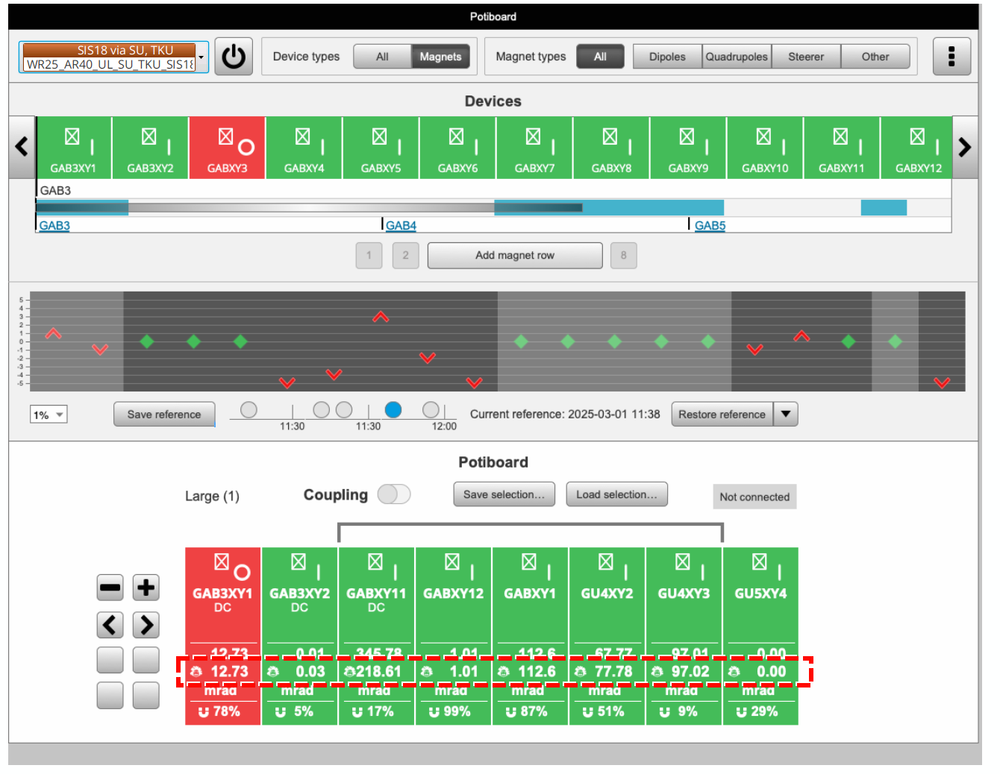 Potiboard
SIS18 via SU, TKU
WR25_AR40_UL_SU_TKU_SIS18
Device types All Magnets Magnet types All Dipoles Quadrupoles Steerer Other
Devices
GAB3XY1 GAB3XY2 GABXY3 GABXY4 GABXY5 GABXY6 GABXY7 GABXY8 GABXY9 GABXY10 GABXY11 GABXY12
GAB3
GAB3 GAB4 GAB5
1 2 Add magnet row 8
5
4
3
2
1
0
-1
-2
-3
-4
-5
1% Save reference 11:30 11:30 12:00 Current reference: 2025-03-01 11:38 Restore reference
Potiboard
Large (1) Coupling Save selection... Load selection... Not connected
GAB3XY1 GAB3XY2 GABXY11 GABXY12 GABXY1 GU4XY2 GU4XY3 GU5XY4
DC DC DC
12.73 0.01 345.78 1.01 112.6 67.77 97.01 0.00
12.73 0.03 218.61 1.01 112.6 77.78 97.02 0.00
mrad mrad mrad mrad mrad mrad mrad mrad
78% 5% 17% 99% 87% 51% 9% 29%